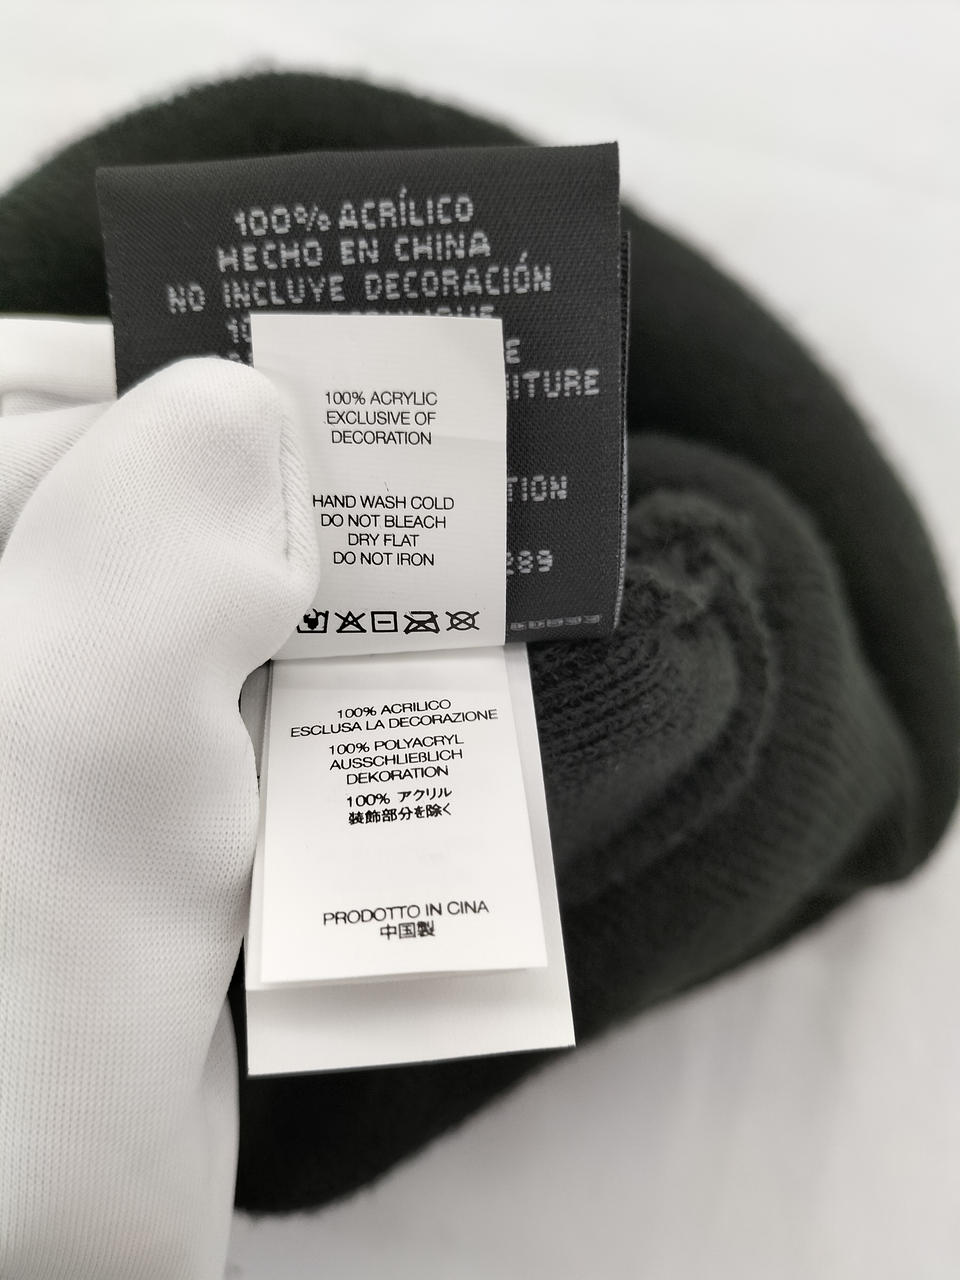 100% ACRÍLICO
HECHO EN CHINA
NO INCLUYE DECORACIÓN
100% ACRYLIC
EXCLUSIVE OF
DECORATION
HAND WASH COLD
DO NOT BLEACH
DRY FLAT
DO NOT IRON
100% ACRILICO
ESCLUSA LA DECORAZIONE
100% POLYACRYL
AUSSCHLIEßLICH
DEKORATION
100% アクリル
装飾部分を除く
PRODOTTO IN CINA
中国製